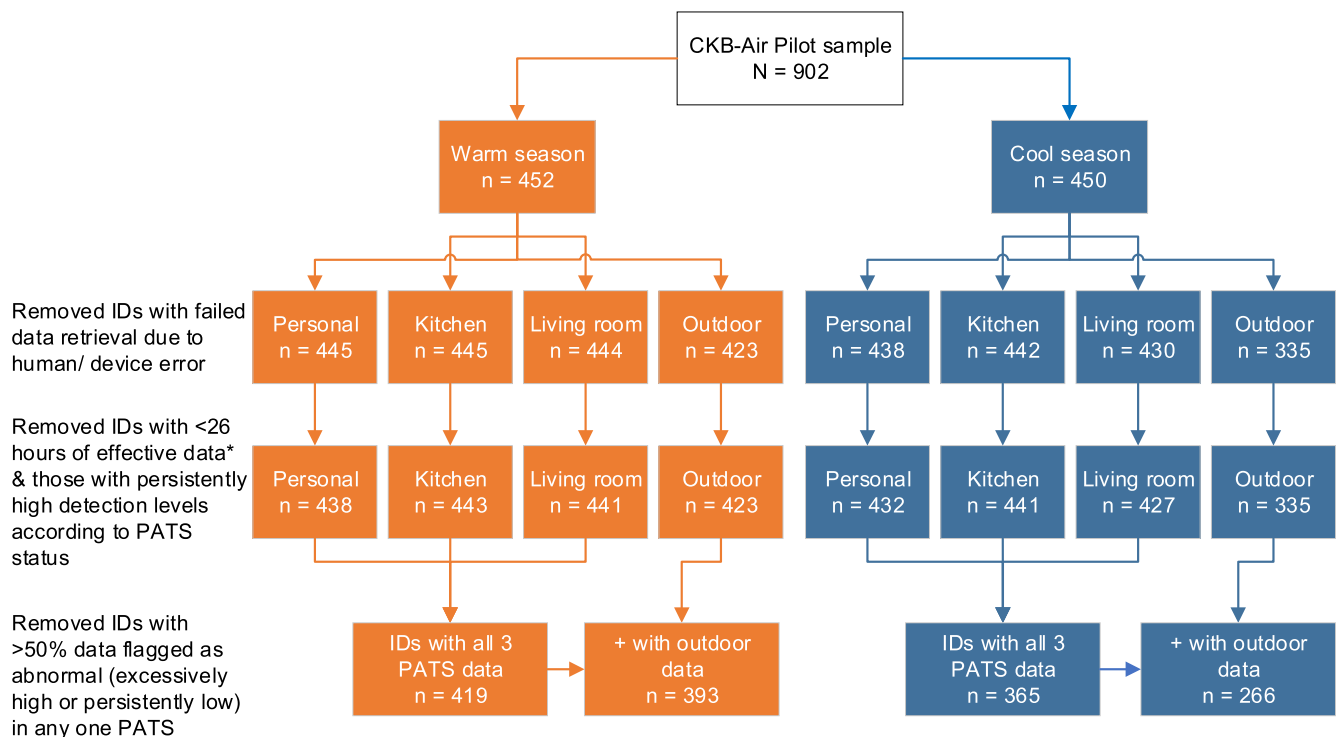 CKB-Air Pilot sample
N = 902
Warm season
n = 452
Cool season
n = 450
Removed IDs with failed
data retrieval due to
human/ device error
Personal
n = 445
Kitchen
n = 445
Living room
n = 444
Outdoor
n = 423
Personal
n = 438
Kitchen
n = 442
Living room
n = 430
Outdoor
n = 335
Removed IDs with <26
hours of effective data*
& those with persistently
high detection levels
according to PATS
status
Personal
n = 438
Kitchen
n = 443
Living room
n = 441
Outdoor
n = 423
Personal
n = 432
Kitchen
n = 441
Living room
n = 427
Outdoor
n = 335
Removed IDs with
>50% data flagged as
abnormal (excessively
high or persistently low)
in any one PATS
IDs with all 3
PATS data
n = 419
+ with outdoor
data
n = 393
IDs with all 3
PATS data
n = 365
+ with outdoor
data
n = 266